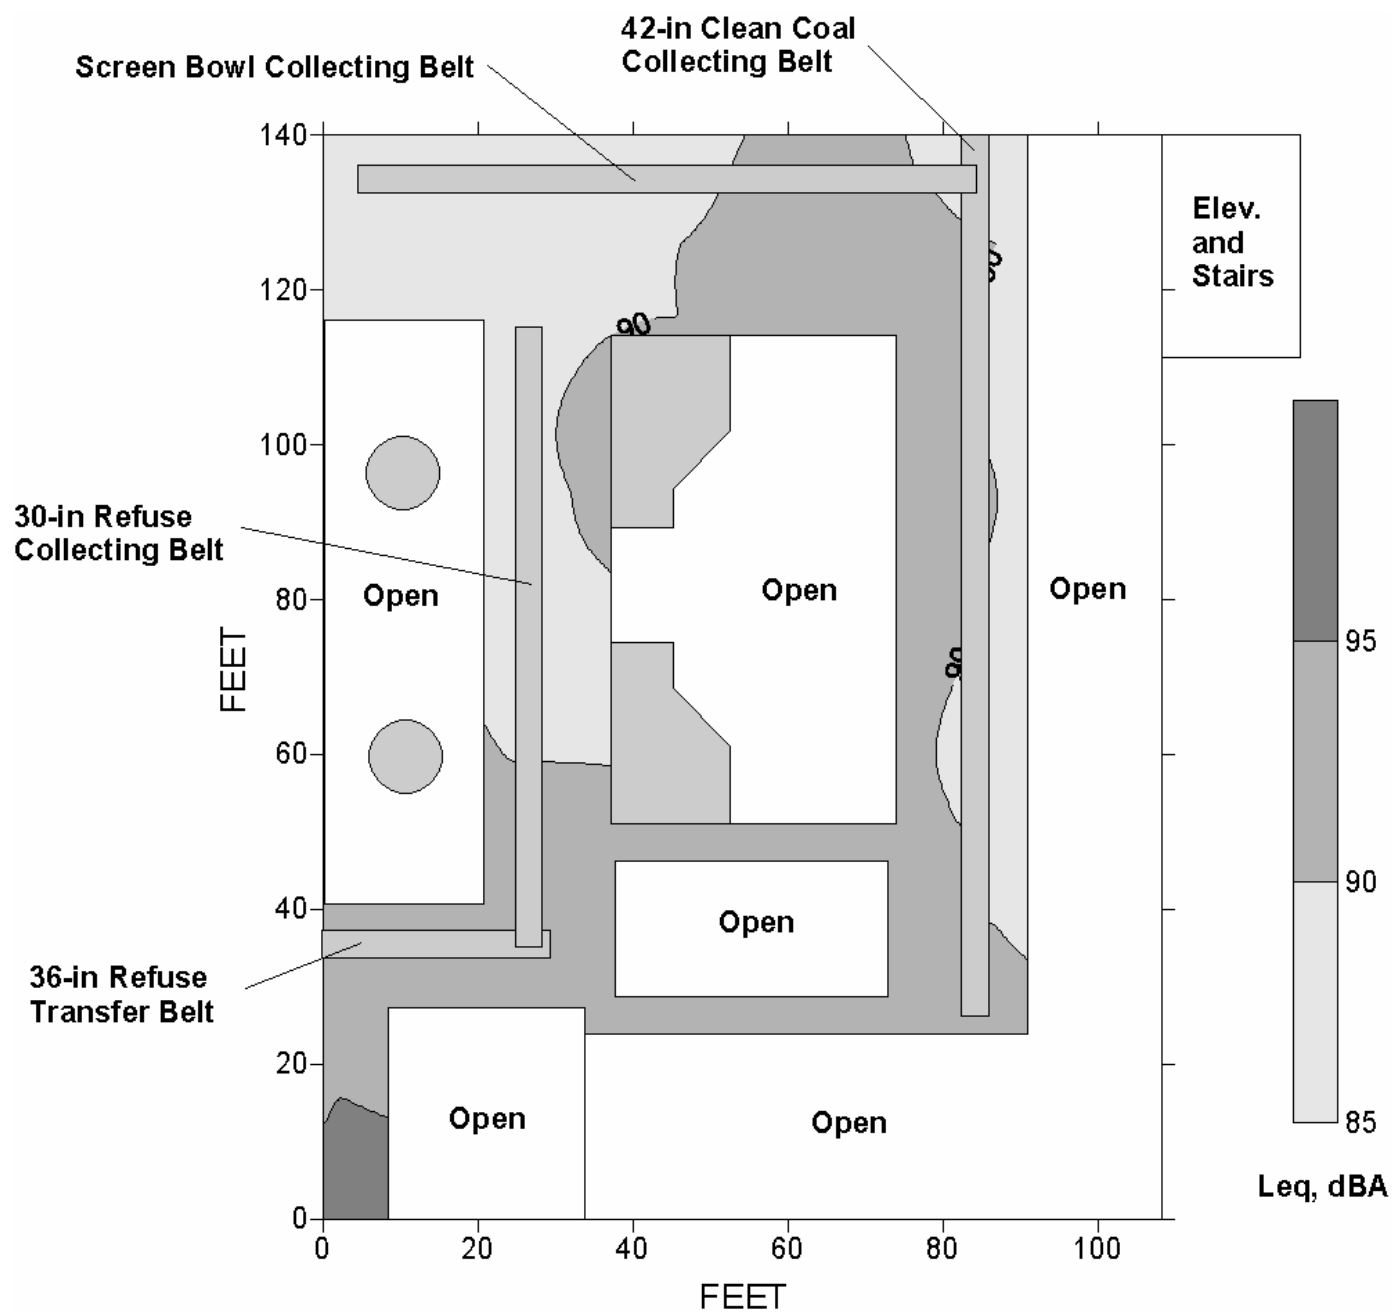 42-in Clean Coal
Collecting Belt
Screen Bowl Collecting Belt
140
120
100
80
60
40
20
0
FEET
Elev.
and
Stairs
90
30-in Refuse
Collecting Belt
Open
Open
Open
90
Open
36-in Refuse
Transfer Belt
Open
Open
95
90
85
Leq, dBA
0
20
40
60
80
100
FEET